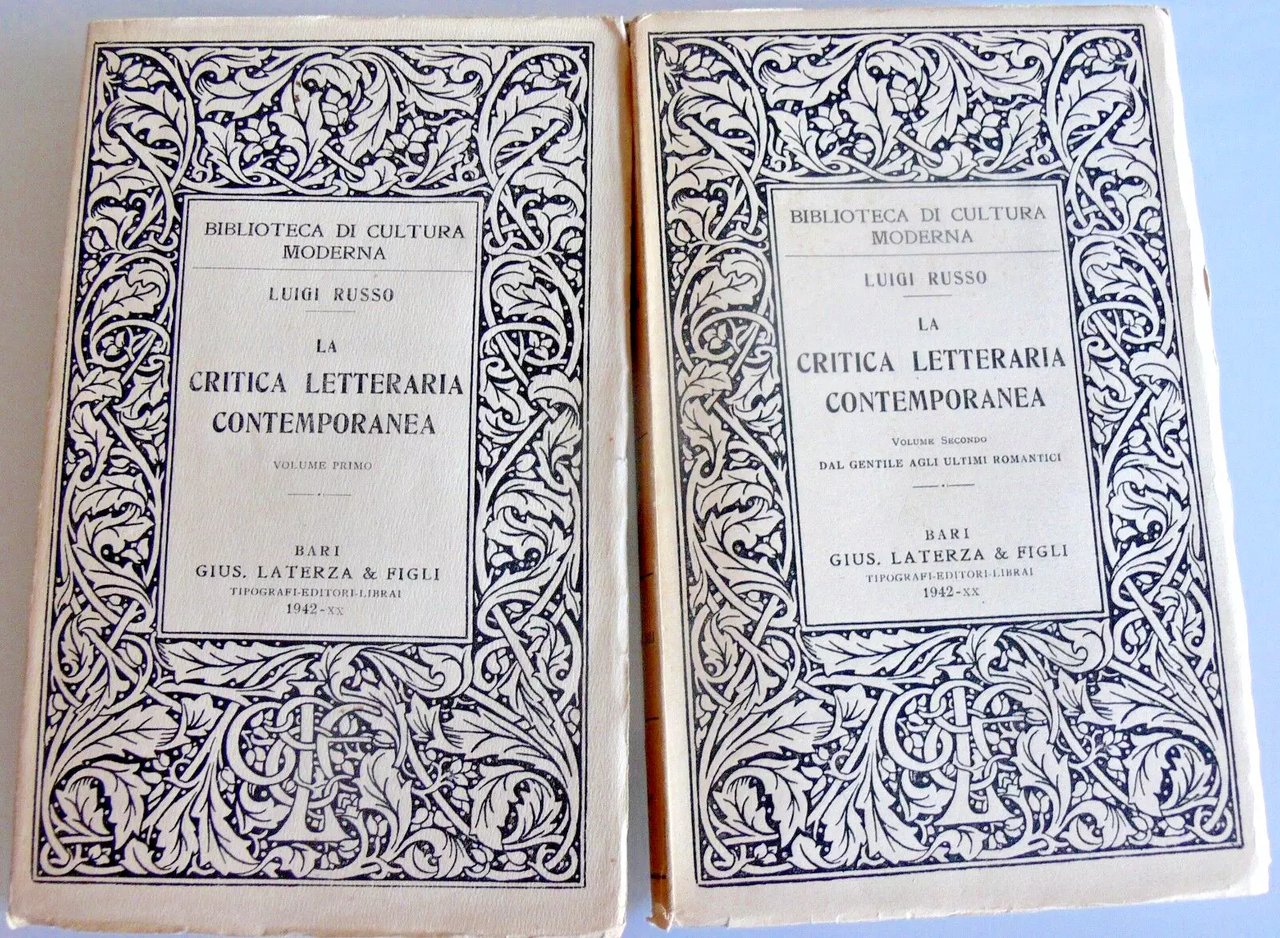 BIBLIOTECA DI CULTURA
MODERNA
LUIGI RUSSO
LA
CRITICA LETTERARIA
CONTEMPORANEA
VOLUME PRIMO
BARI
GIUS. LATERZA & FIGLI
TIPOGRAFI-EDITORI-LIBRAI
1942-XX
BIBLIOTECA DI CULTURA
MODERNA
LUIGI RUSSO
LA
CRITICA LETTERARIA
CONTEMPORANEA
VOLUME SECONDO
DAL GENTILE AGLI ULTIMI ROMANTICI
BARI
GIUS. LATERZA & FIGLI
TIPOGRAFI-EDITORI-LIBRAI
1942-XX